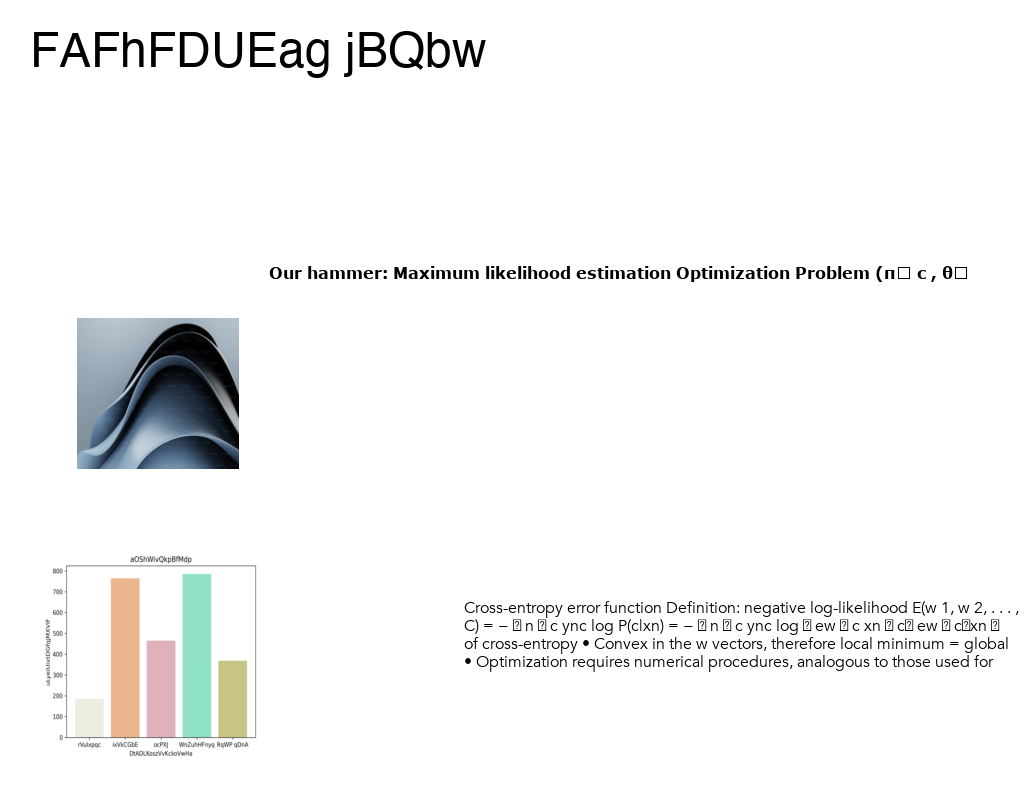 FAFhFDUEag jBQbw
Our hammer: Maximum likelihood estimation Optimization Problem (π□ c , θ□
aOShWivQkpBfMdp
800
700
600
500
400
300
200
100
0
rVulxpqc ixVkCGbE ocPXJ WnZuhHFnyq RqWP qDnA
DtADLKoszVvKckoVwHa
Cross-entropy error function Definition: negative log-likelihood E(w 1, w 2, . . . ,
C) = − � n � c ync log P(c|xn) = − � n � c ync log � ew � c xn � c� ew � c�xn �
of cross-entropy • Convex in the w vectors, therefore local minimum = global
• Optimization requires numerical procedures, analogous to those used for